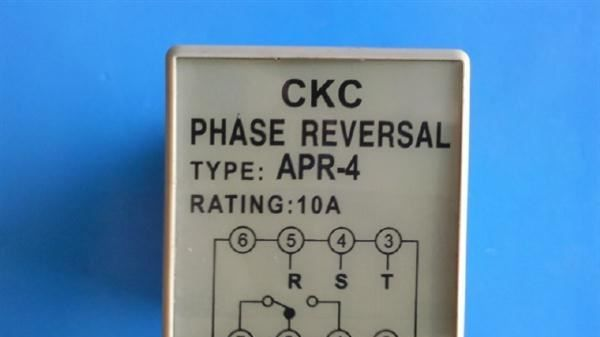 CKC
PHASE REVERSAL
TYPE: APR-4
RATING:10A
6 5 4 3
R S T